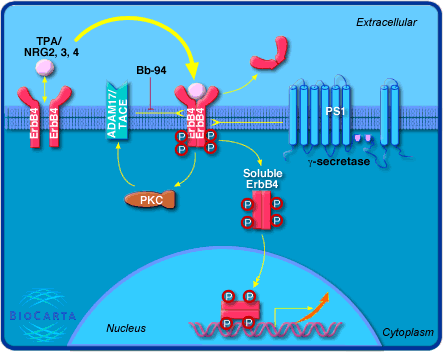 Extracellular
TPA/
NRG2, 3, 4
Bb-94
ErbB4
ErbB4
ADAM17/
TACE
ErbB4
ErbB4
PS1
γ-secretase
P
P
P
P
PKC
Soluble
ErbB4
P
P
P
P
P
P
P
P
Nucleus
Cytoplasm
BIOCARTA